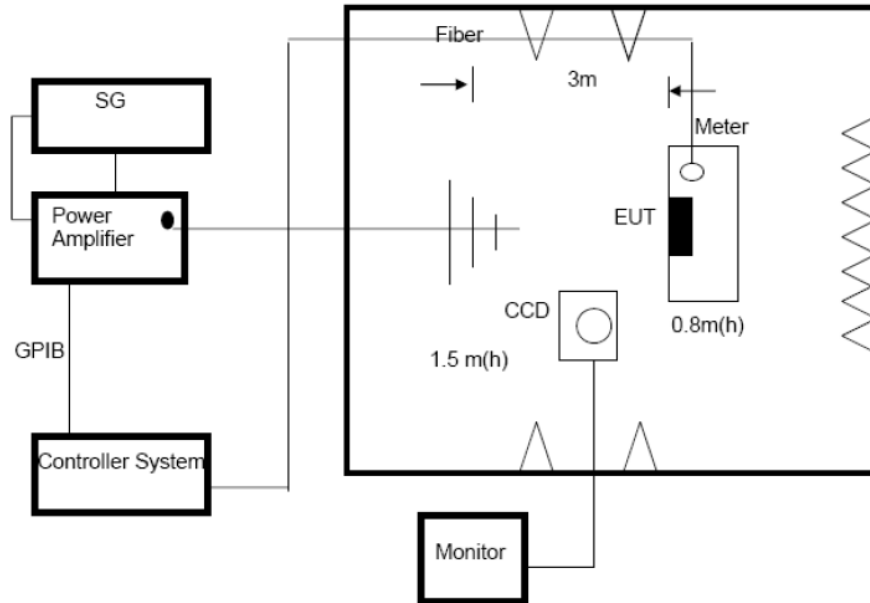 Fiber
SG
3m
Meter
Power
Amplifier
EUT
CCD
0.8m(h)
GPIB
1.5 m(h)
Controller System
Monitor